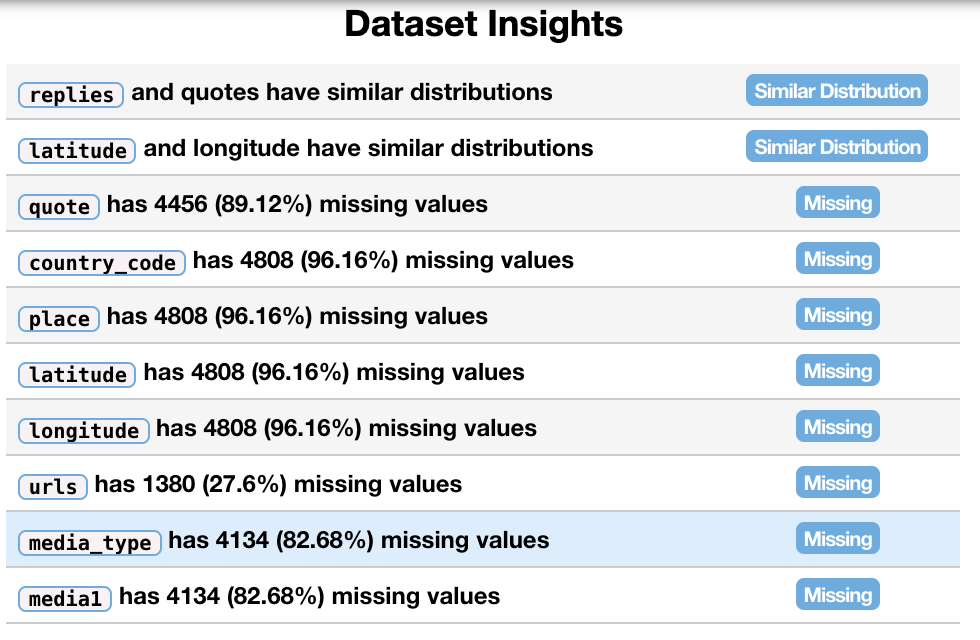 Dataset Insights
replies and quotes have similar distributions Similar Distribution
latitude and longitude have similar distributions Similar Distribution
quote has 4456 (89.12%) missing values Missing
country_code has 4808 (96.16%) missing values Missing
place has 4808 (96.16%) missing values Missing
latitude has 4808 (96.16%) missing values Missing
longitude has 4808 (96.16%) missing values Missing
urls has 1380 (27.6%) missing values Missing
media_type has 4134 (82.68%) missing values Missing
media1 has 4134 (82.68%) missing values Missing